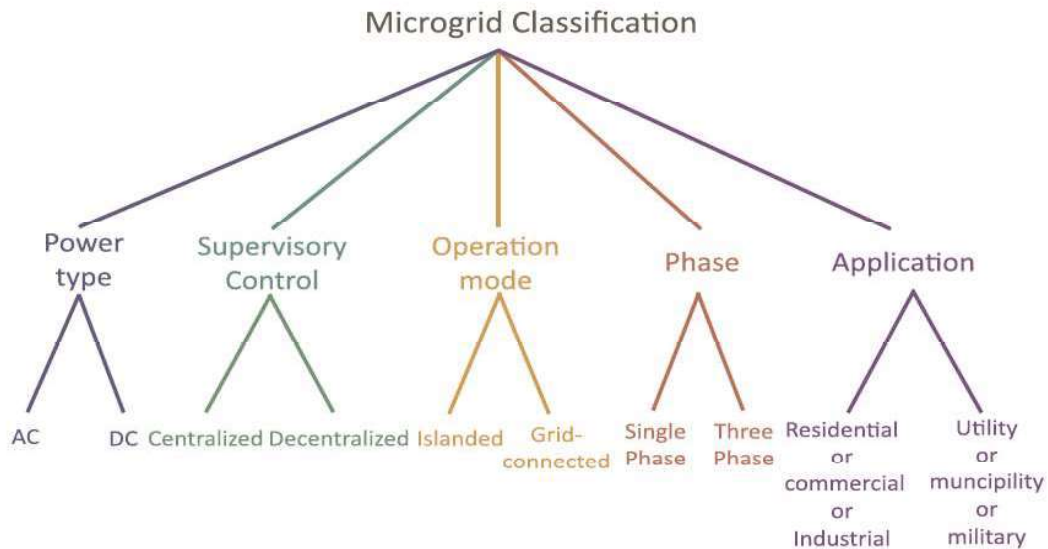 Microgrid Classification
Power
type
Supervisory
Control
Operation
mode
Phase
Application
AC
DC
Centralized
Decentralized
Islanded
Grid-
connected
Single
Phase
Three
Phase
Residential
or
commercial
or
Industrial
Utility
or
muncipility
or
military